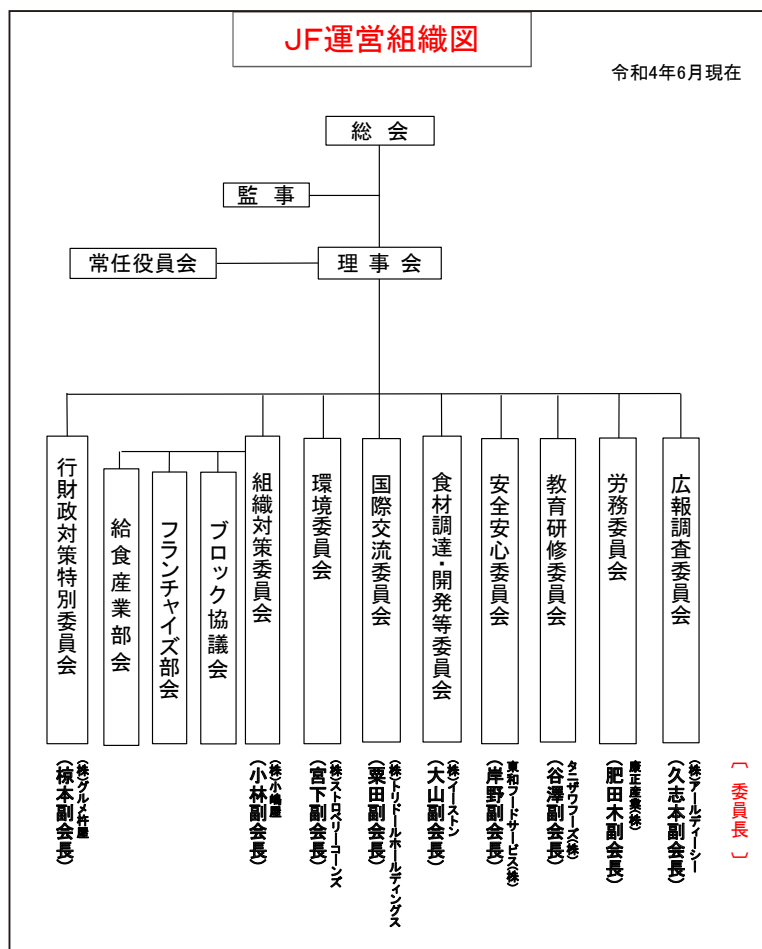 JF運営組織図
令和4年6月現在
総会
監事
常任役員会
理事会
行財政対策特別委員会
給食産業部会
フランチャイズ部会
ブロック協議会
組織対策委員会
環境委員会
国際交流委員会
食材調達・開発等委員会
安全安心委員会
教育研修委員会
労務委員会
広報調査委員会
(株)グルメ杵屋
(椋本副会長)
(株)小嶋屋
(小林副会長)
(株)ストロベリーコーンズ
(宮下副会長)
(株)トリドールホールディングス
(粟田副会長)
(株)イーストン
(大山副会長)
東和フードサービス(株)
(岸野副会長)
タニザワフーズ(株)
(谷澤副会長)
康正産業(株)
(肥田木副会長)
(株)アールディーシー
(久志本副会長)
〔委員長〕